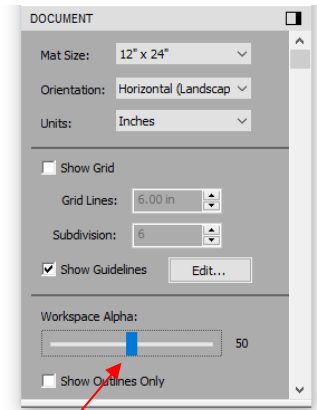 DOCUMENT
Mat Size: 12" x 24"
Orientation: Horizontal (Landscap
Units: Inches
Show Grid
Grid Lines: 6.00 in
Subdivision: 6
Show Guidelines Edit...
Workspace Alpha:
50
Show Outlines Only